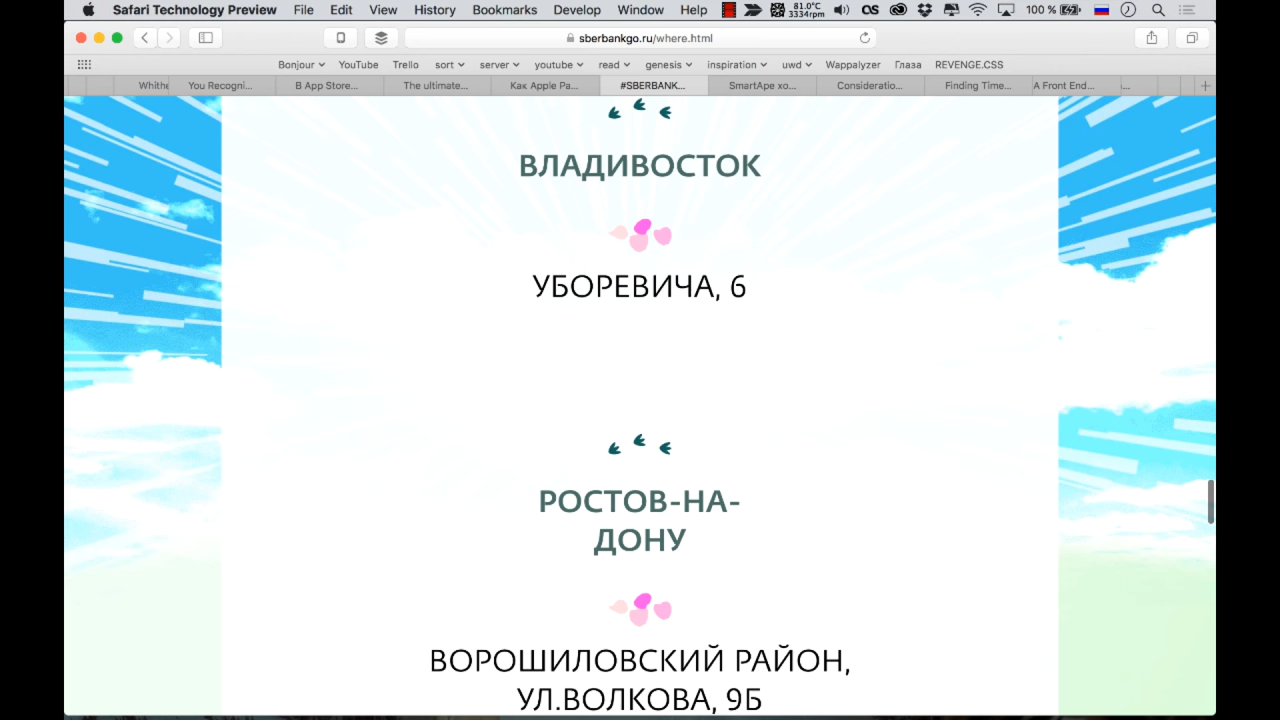 Safari Technology Preview File Edit View History Bookmarks Develop Window Help 81.0°C 3334rpm 100 %
sberbankgo.ru/where.html
Bonjour YouTube Trello sort server youtube read genesis inspiration uwd Wappalyzer Глаза REVENGE.CSS
Whithe You Recogni... В App Store... The ultimate... Как Apple Pa... #SBERBANK... SmartApe хо... Consideratio... Finding Time... A Front End...
ВЛАДИВОСТОК
УБОРЕВИЧА, 6
РОСТОВ-НА-
ДОНУ
ВОРОШИЛОВСКИЙ РАЙОН,
УЛ.ВОЛКОВА, 9Б